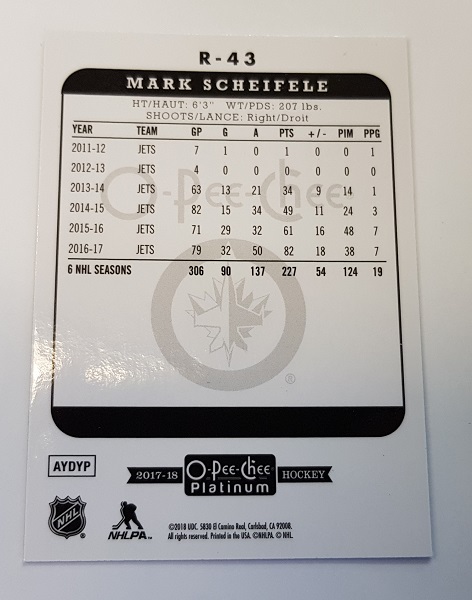 R-43
MARK SCHEIFELE
HT/HAUT: 6'3" WT/PDS: 207 lbs.
SHOOTS/LANCE: Right/Droit
YEAR TEAM GP G A PTS +/- PIM PPG
2011-12 JETS 7 1 0 1 0 0 1
2012-13 JETS 4 0 0 0 0 0 0
2013-14 JETS 63 13 21 34 9 14 1
2014-15 JETS 82 15 34 49 11 24 3
2015-16 JETS 71 29 32 61 16 48 7
2016-17 JETS 79 32 50 82 18 38 7
6 NHL SEASONS 306 90 137 227 54 124 19
O-Pee-Chee
®
AYDYP
2017-18 O-Pee-Chee Platinum HOCKEY
NHL
NHLPA™
©2018 UDC. 5830 El Camino Real, Carlsbad, CA 92008.
All rights reserved. Printed in the USA. ©NHLPA. © NHL.